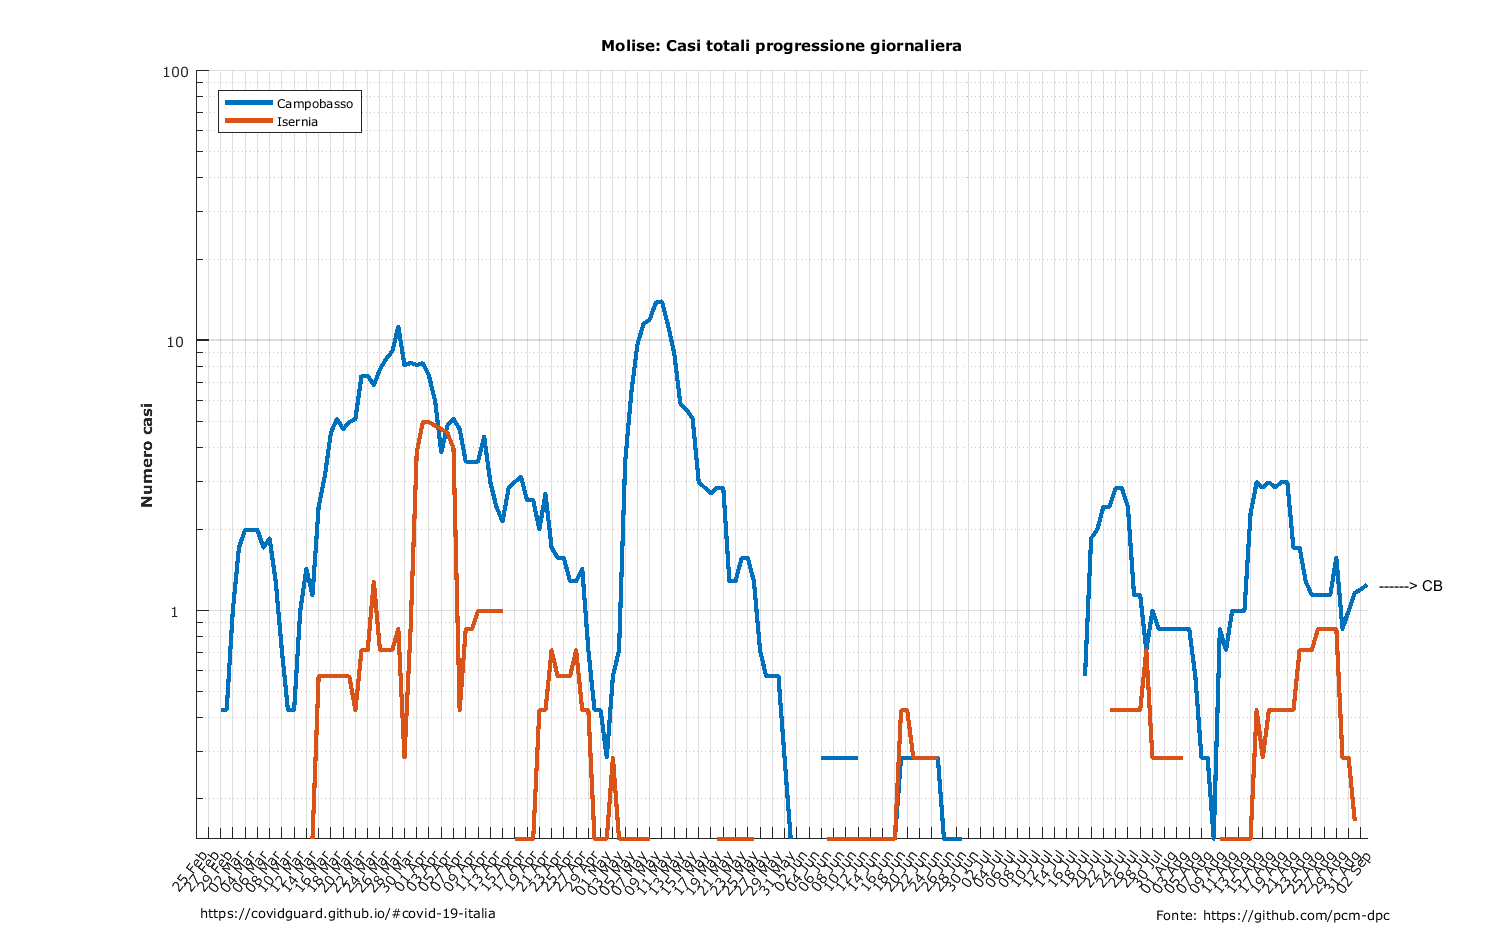 Molise: Casi totali progressione giornaliera
Campobasso
Isernia
Numero casi
100
10
1
------> CB
25 Feb
27 Feb
29 Feb
02 Mar
04 Mar
06 Mar
08 Mar
10 Mar
12 Mar
14 Mar
16 Mar
18 Mar
20 Mar
22 Mar
24 Mar
26 Mar
28 Mar
30 Mar
01 Apr
03 Apr
05 Apr
07 Apr
09 Apr
11 Apr
13 Apr
15 Apr
17 Apr
19 Apr
21 Apr
23 Apr
25 Apr
27 Apr
29 Apr
01 May
03 May
05 May
07 May
09 May
11 May
13 May
15 May
17 May
19 May
21 May
23 May
25 May
27 May
29 May
31 May
02 Jun
04 Jun
06 Jun
08 Jun
10 Jun
12 Jun
14 Jun
16 Jun
18 Jun
20 Jun
22 Jun
24 Jun
26 Jun
28 Jun
30 Jun
02 Jul
04 Jul
06 Jul
08 Jul
10 Jul
12 Jul
14 Jul
16 Jul
18 Jul
20 Jul
22 Jul
24 Jul
26 Jul
28 Jul
30 Jul
01 Aug
03 Aug
05 Aug
07 Aug
09 Aug
11 Aug
13 Aug
15 Aug
17 Aug
19 Aug
21 Aug
23 Aug
25 Aug
27 Aug
29 Aug
31 Aug
02 Sep
https://covidguard.github.io/#covid-19-italia
Fonte: https://github.com/pcm-dpc